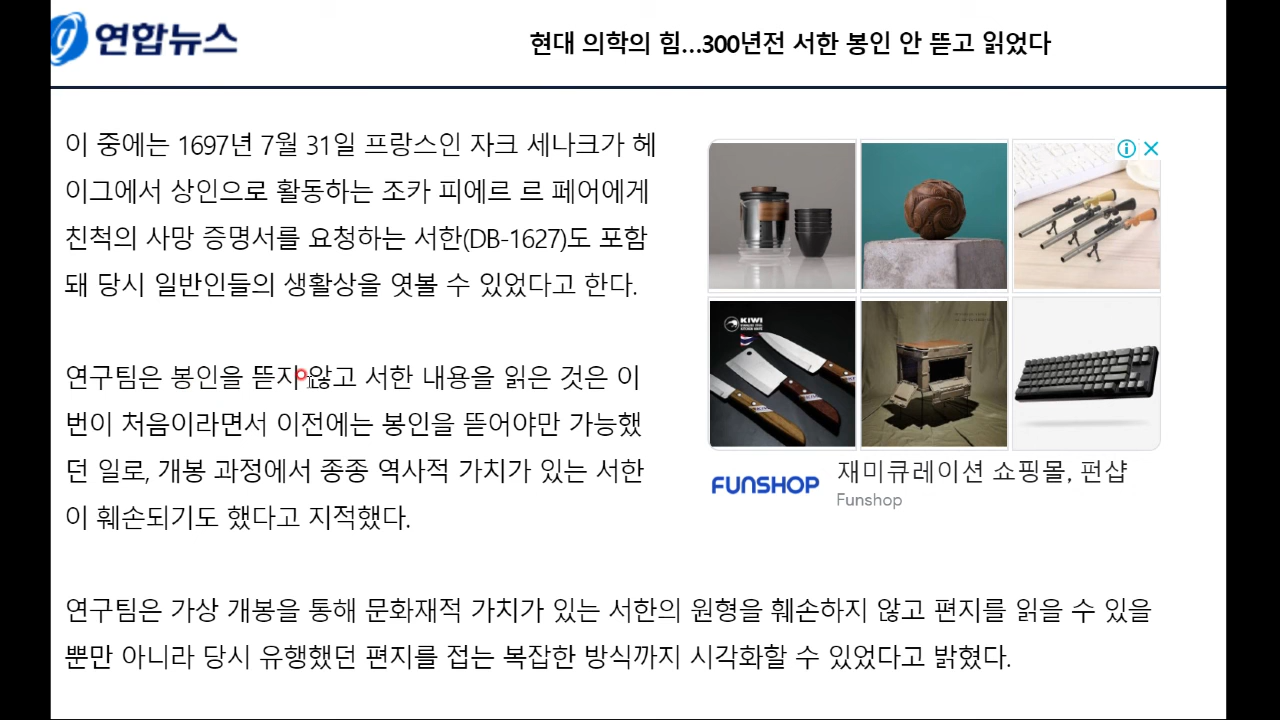 연합뉴스
현대 의학의 힘...300년전 서한 봉인 안 뜯고 읽었다
이 중에는 1697년 7월 31일 프랑스인 자크 세나크가 헤
이그에서 상인으로 활동하는 조카 피에르 르 페어에게
친척의 사망 증명서를 요청하는 서한(DB-1627)도 포함
돼 당시 일반인들의 생활상을 엿볼 수 있었다고 한다.
연구팀은 봉인을 뜯지 않고 서한 내용을 읽은 것은 이
번이 처음이라면서 이전에는 봉인을 뜯어야만 가능했
던 일로, 개봉 과정에서 종종 역사적 가치가 있는 서한
이 훼손되기도 했다고 지적했다.
KIWI
FUNSHOP
재미큐레이션 쇼핑몰, 펀샵
Funshop
연구팀은 가상 개봉을 통해 문화재적 가치가 있는 서한의 원형을 훼손하지 않고 편지를 읽을 수 있을
뿐만 아니라 당시 유행했던 편지를 접는 복잡한 방식까지 시각화할 수 있었다고 밝혔다.